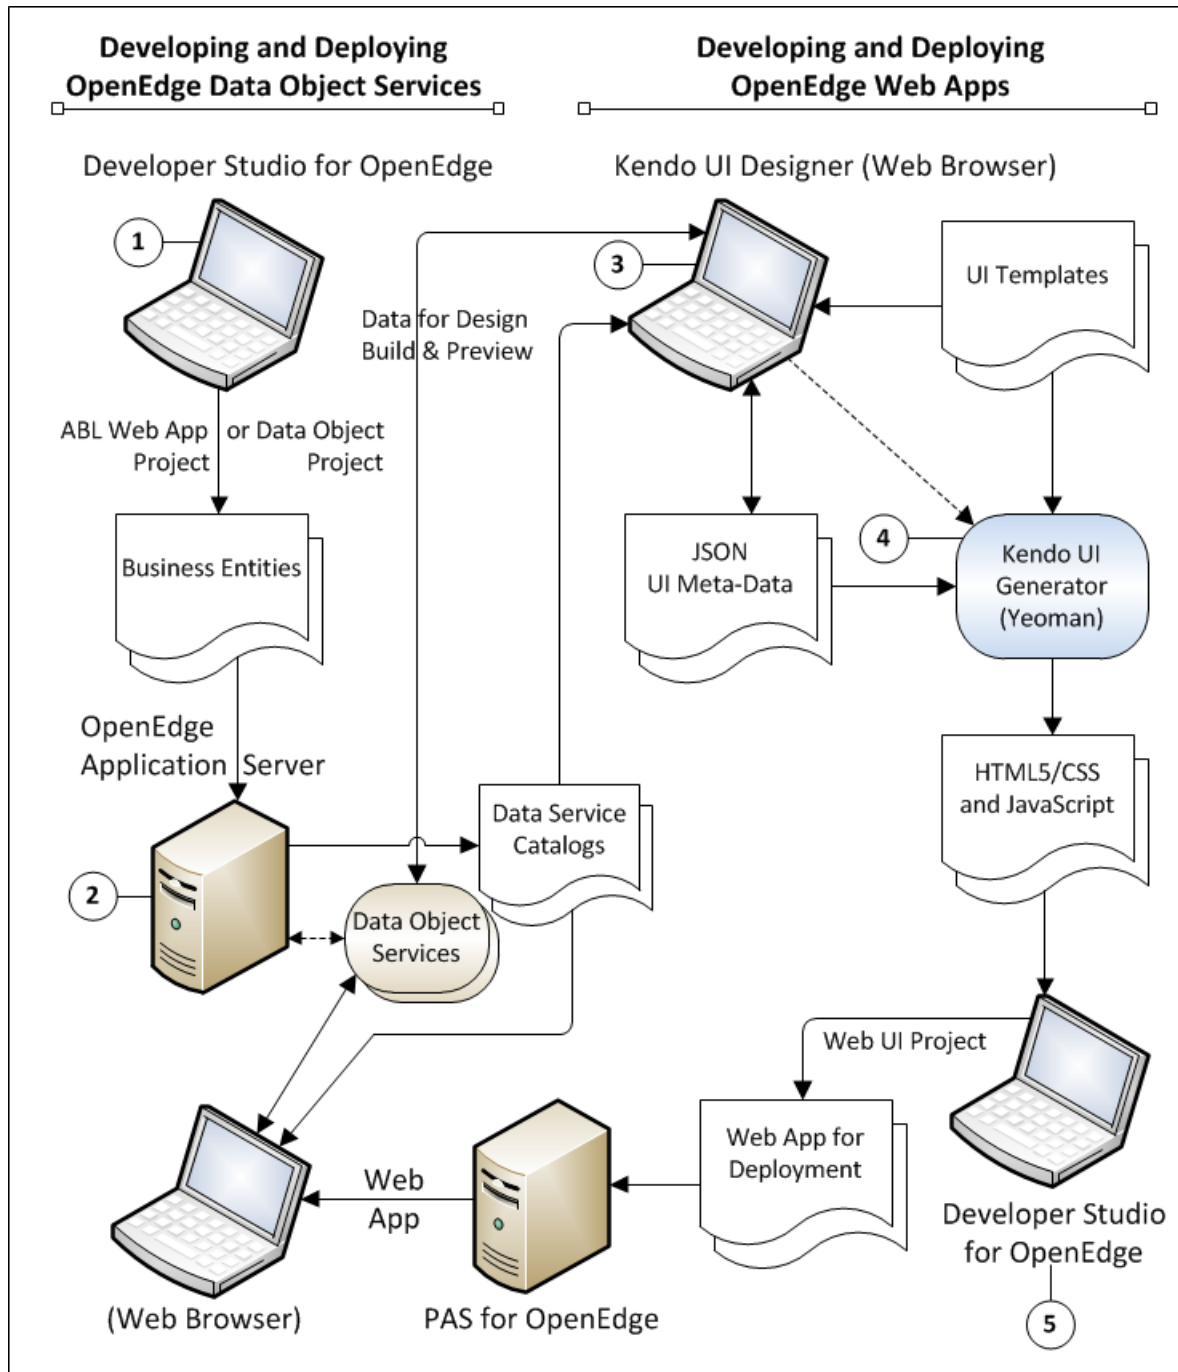 Developing and Deploying
OpenEdge Data Object Services
Developing and Deploying
OpenEdge Web Apps
Developer Studio for OpenEdge
Kendo UI Designer (Web Browser)
1
3
UI Templates
Data for Design
Build & Preview
ABL Web App or Data Object
Project Project
4
Business Entities
JSON
UI Meta-Data
Kendo UI
Generator
(Yeoman)
OpenEdge
Application Server
Data Service
Catalogs
HTML5/CSS
and JavaScript
2
Data Object
Services
Web UI Project
Web App for
Deployment
Web
App
Developer Studio
for OpenEdge
(Web Browser)
PAS for OpenEdge
5